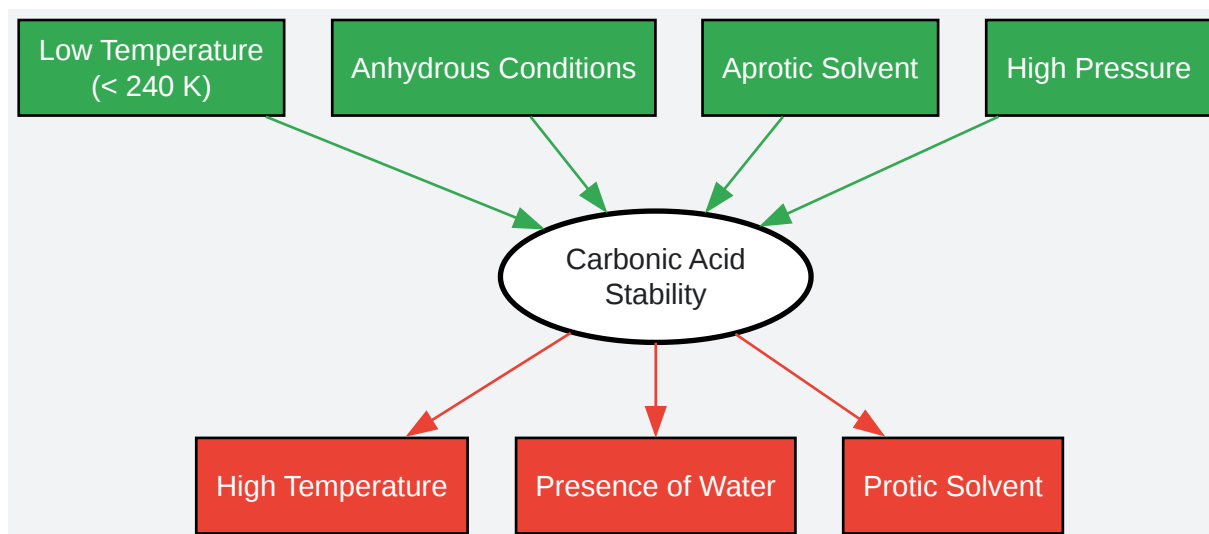 Low Temperature
(< 240 K)
Anhydrous Conditions
Aprotic Solvent
High Pressure
Carbonic Acid
Stability
High Temperature
Presence of Water
Protic Solvent